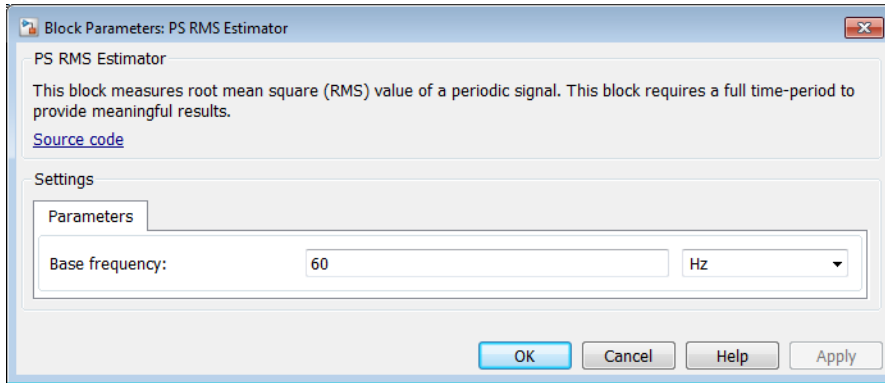 Block Parameters: PS RMS Estimator
PS RMS Estimator
This block measures root mean square (RMS) value of a periodic signal. This block requires a full time-period to
provide meaningful results.
Source code
Settings
Parameters
Base frequency: 60 Hz
OK Cancel Help Apply